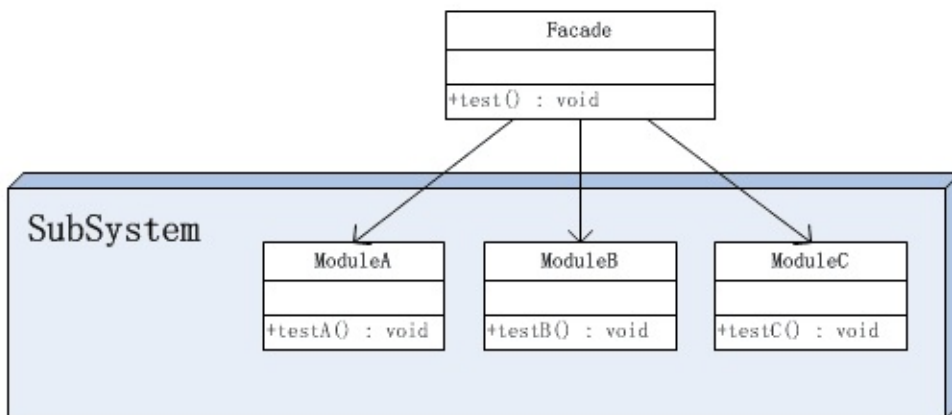 Facade
+test() : void
SubSystem
ModuleA
ModuleB
ModuleC
+testA() : void
+testB() : void
+testC() : void